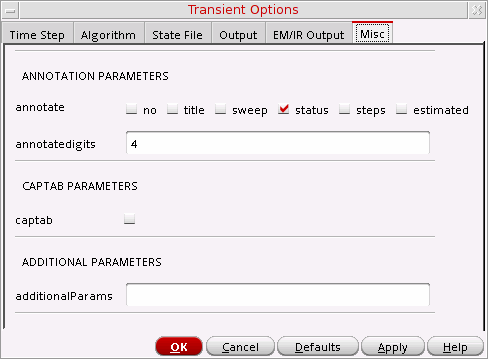 Transient Options
Time Step Algorithm State File Output EM/IR Output Misc
ANNOTATION PARAMETERS
annotate no title sweep status steps estimated
annotatedigits 4
CAPTAB PARAMETERS
captab
ADDITIONAL PARAMETERS
additionalParams
OK Cancel Defaults Apply Help